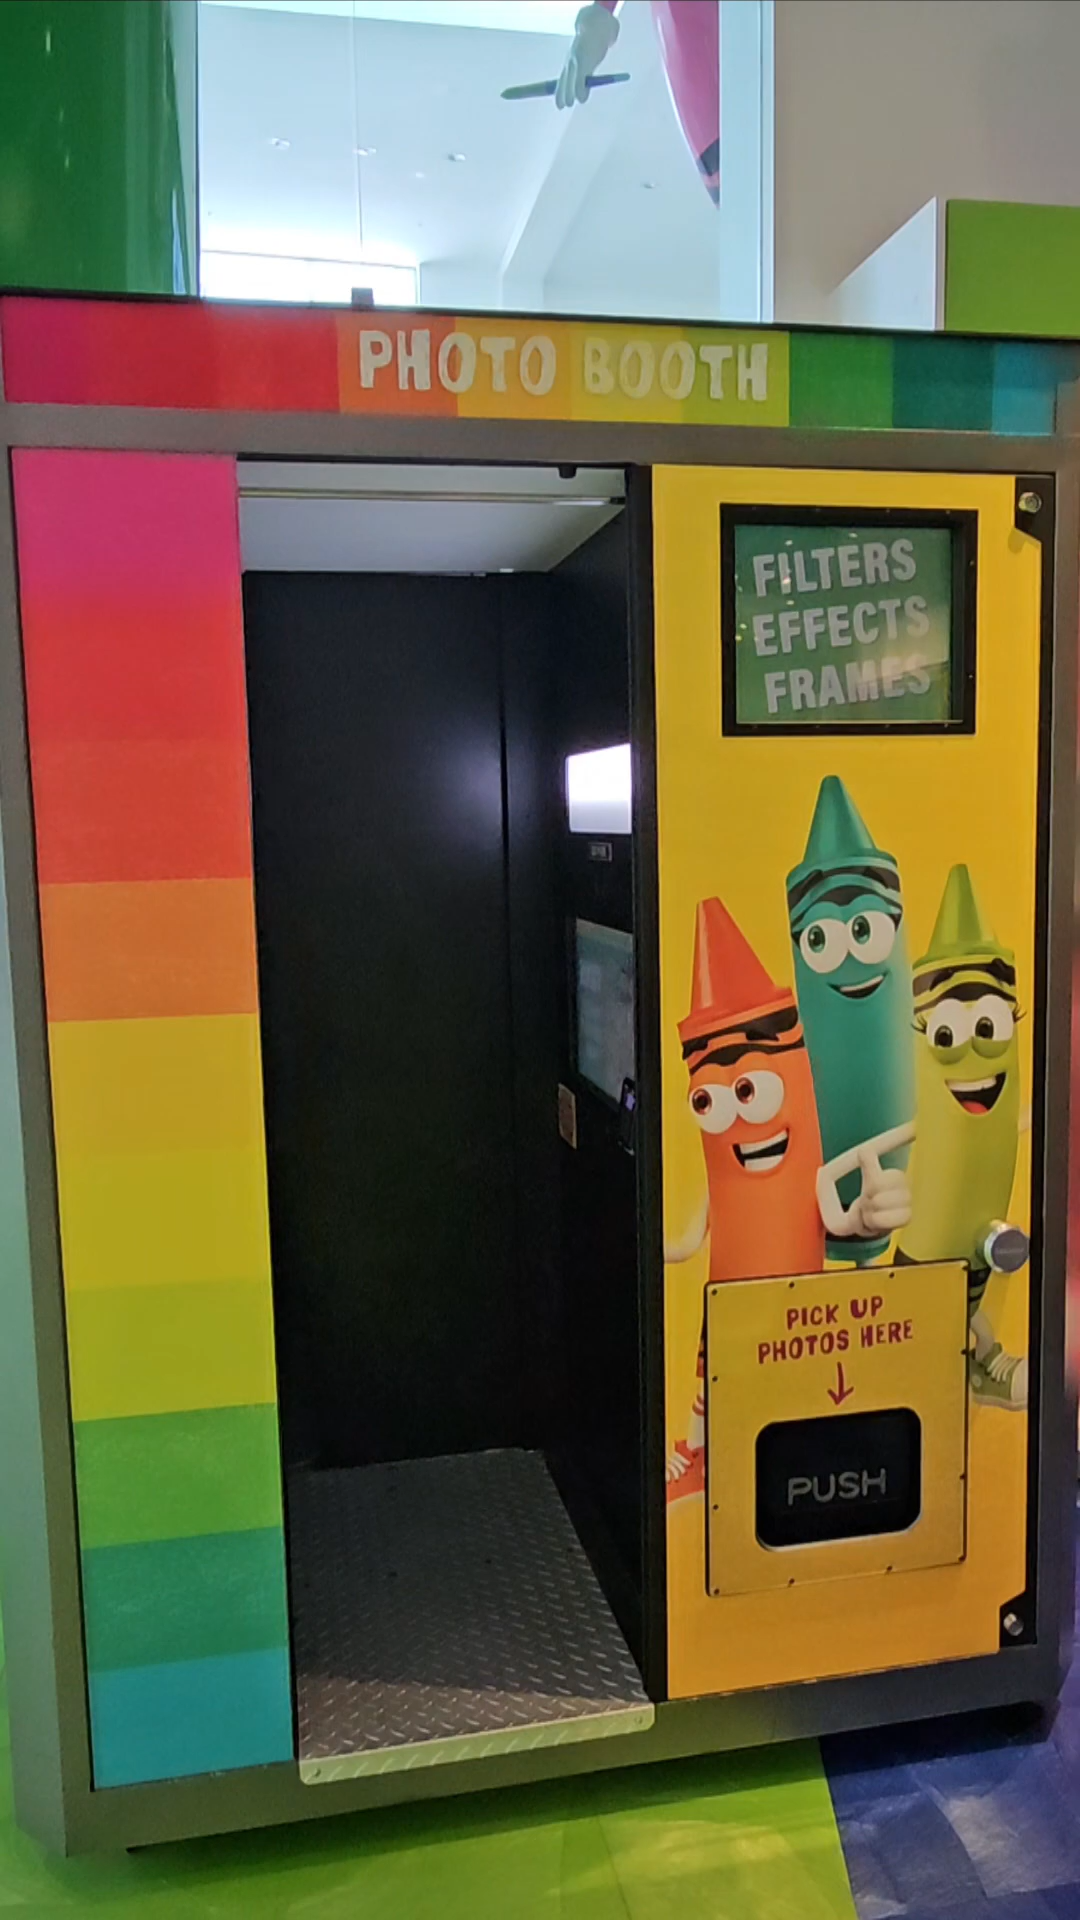 PHOTO BOOTH
FILTERS
EFFECTS
FRAMES
PICK UP
PHOTOS HERE
PUSH